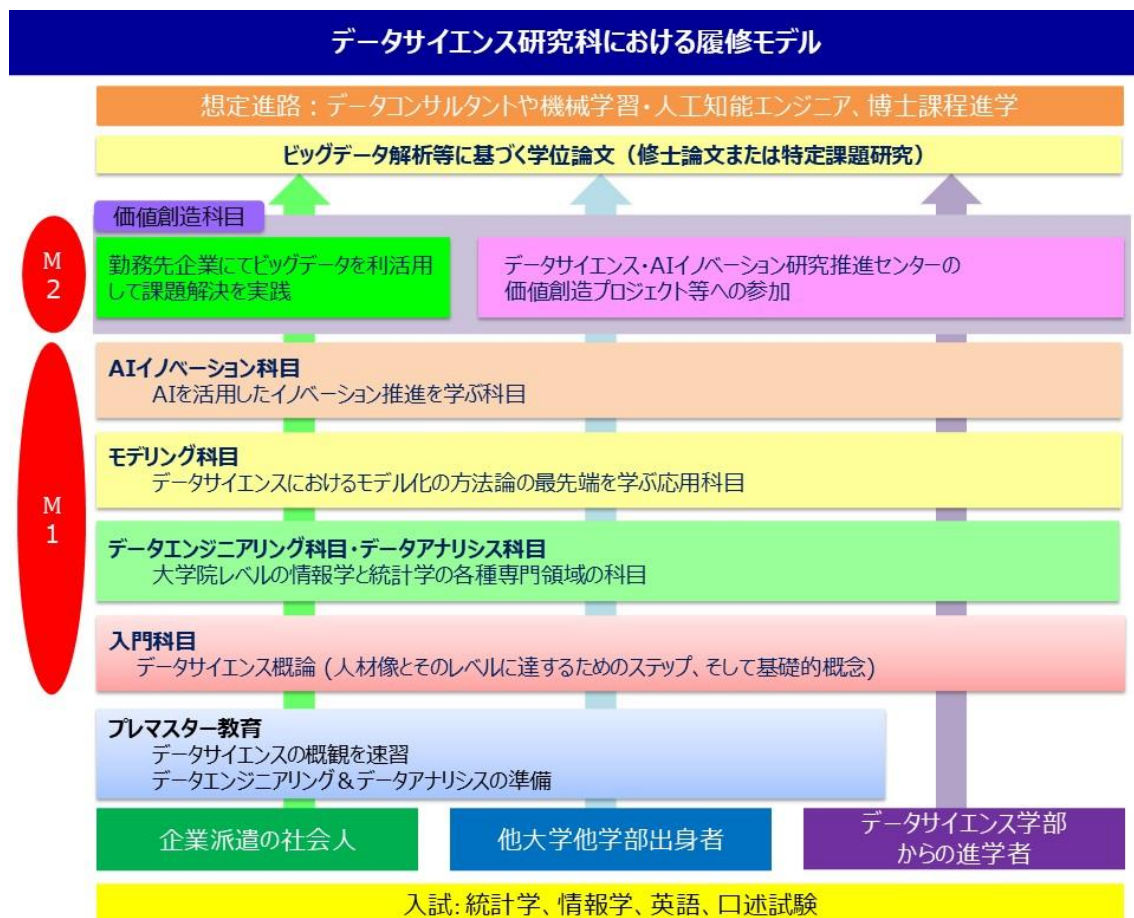 データサイエンス研究科における履修モデル
想定進路：データコンサルタントや機械学習・人工知能エンジニア、博士課程進学
ビッグデータ解析等に基づく学位論文（修士論文または特定課題研究）
価値創造科目
M
2
勤務先企業にてビッグデータを利活用
して課題解決を実践
データサイエンス・AIイノベーション研究推進センターの
価値創造プロジェクト等への参加
M
1
AIイノベーション科目
AIを活用したイノベーション推進を学ぶ科目
モデリング科目
データサイエンスにおけるモデル化の方法論の最先端を学ぶ応用科目
データエンジニアリング科目・データアナリシス科目
大学院レベルの情報学と統計学の各種専門領域の科目
入門科目
データサイエンス概論 (人材像とそのレベルに達するためのステップ、そして基礎的概念)
プレマスター教育
データサイエンスの概観を速習
データエンジニアリング＆データアナリシスの準備
企業派遣の社会人
他大学他学部出身者
データサイエンス学部
からの進学者
入試: 統計学、情報学、英語、口述試験